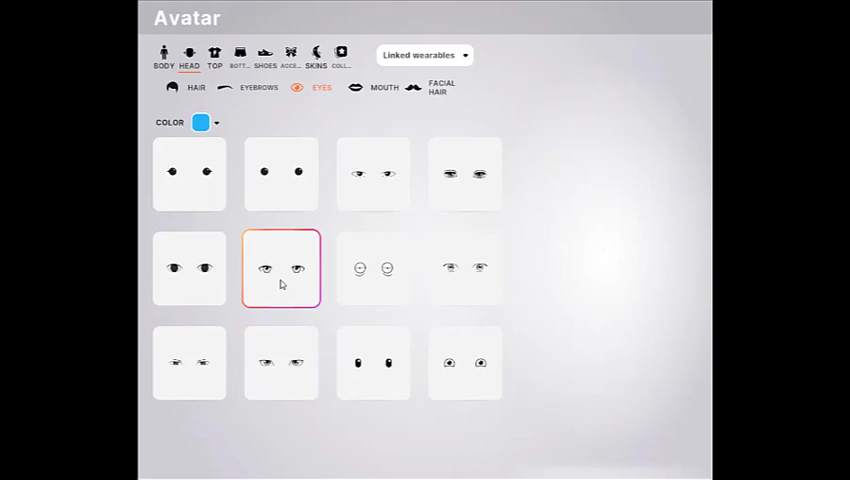 Avatar
BODY HEAD TOP BOTT... SHOES ACCE... SKINS COLL...
Linked wearables
HAIR EYEBROWS EYES MOUTH FACIAL HAIR
COLOR